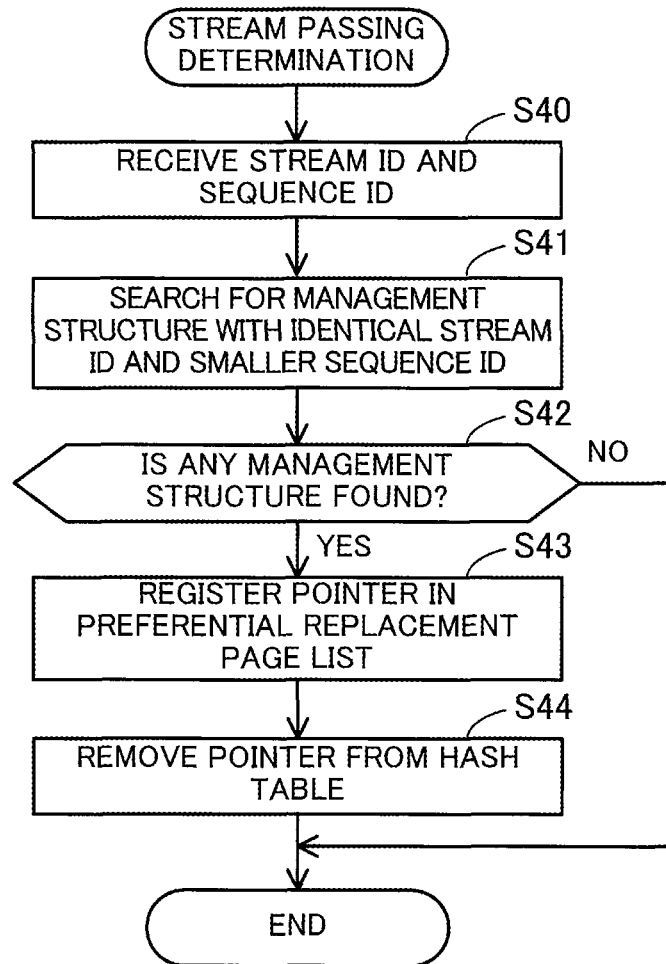 STREAM PASSING
DETERMINATION
S40
RECEIVE STREAM ID AND
SEQUENCE ID
S41
SEARCH FOR MANAGEMENT
STRUCTURE WITH IDENTICAL STREAM
ID AND SMALLER SEQUENCE ID
S42
IS ANY MANAGEMENT
STRUCTURE FOUND?
NO
YES
S43
REGISTER POINTER IN
PREFERENTIAL REPLACEMENT
PAGE LIST
S44
REMOVE POINTER FROM HASH
TABLE
END